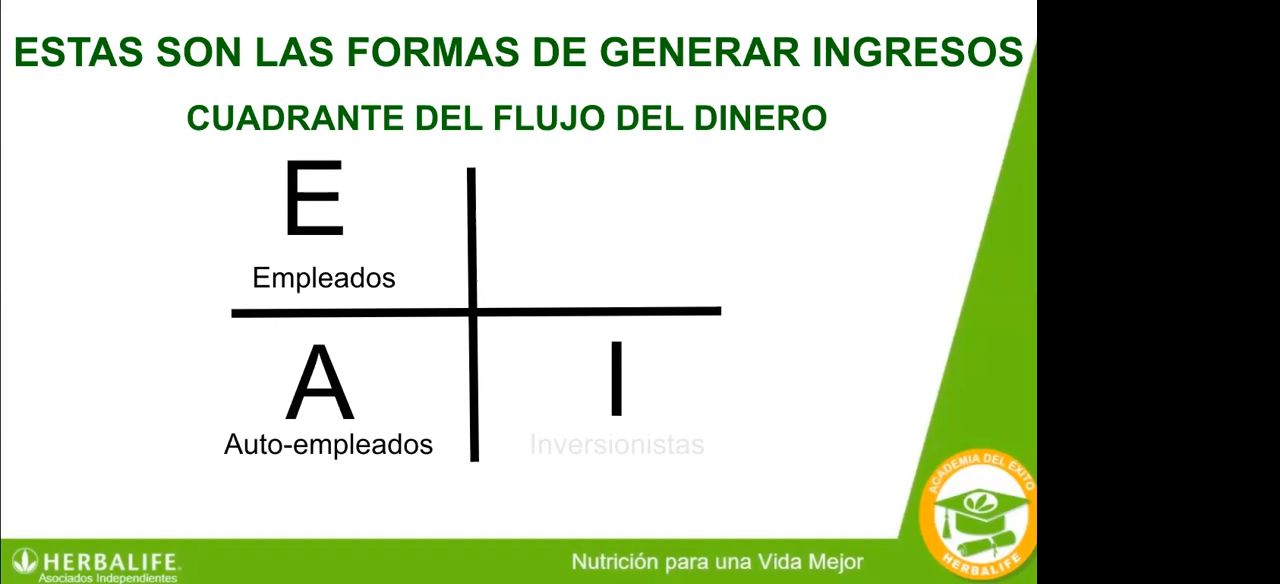 ESTAS SON LAS FORMAS DE GENERAR INGRESOS
CUADRANTE DEL FLUJO DEL DINERO
E
Empleados
A
Auto-empleados
I
Inversionistas
ACADEMIA DEL ÉXITO
HERBALIFE
HERBALIFE.
Asociados Independientes
Nutrición para una Vida Mejor